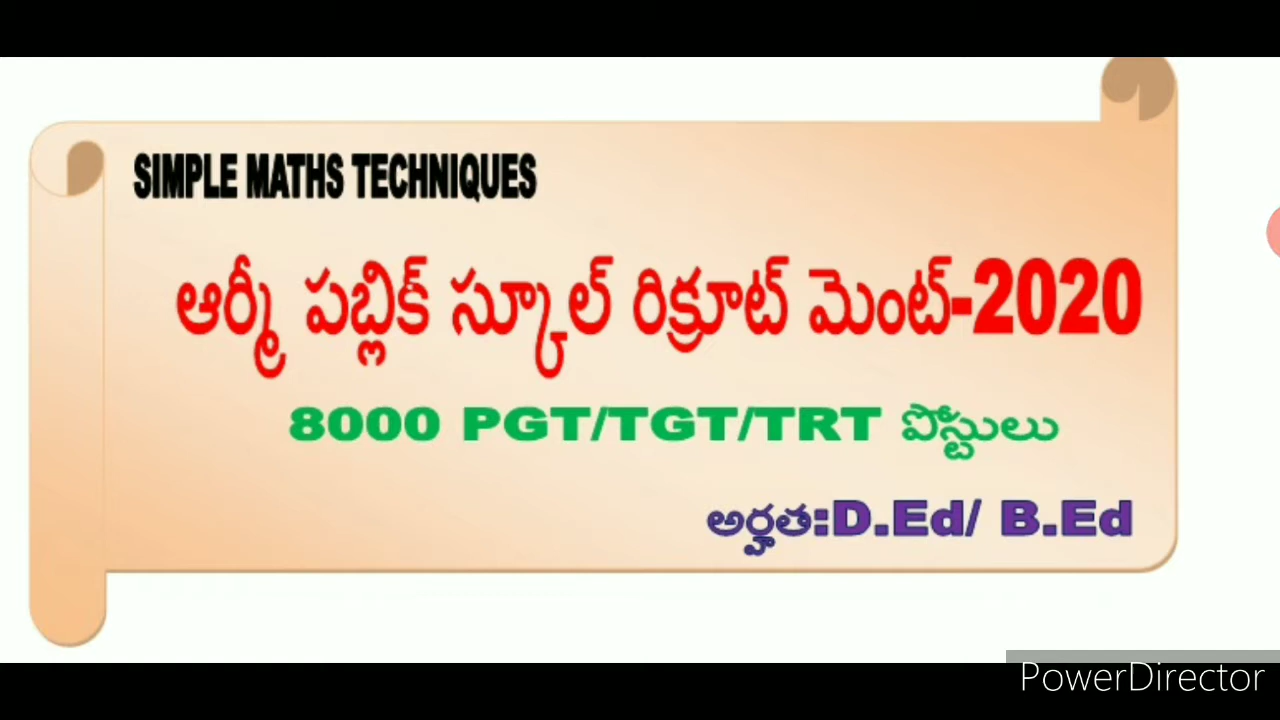 SIMPLE MATHS TECHNIQUES
ఆర్మీ పబ్లిక్ స్కూల్ రిక్రూట్ మెంట్-2020
8000 PGT/TGT/TRT పోస్టులు
అర్హత:D.Ed/ B.Ed
PowerDirector